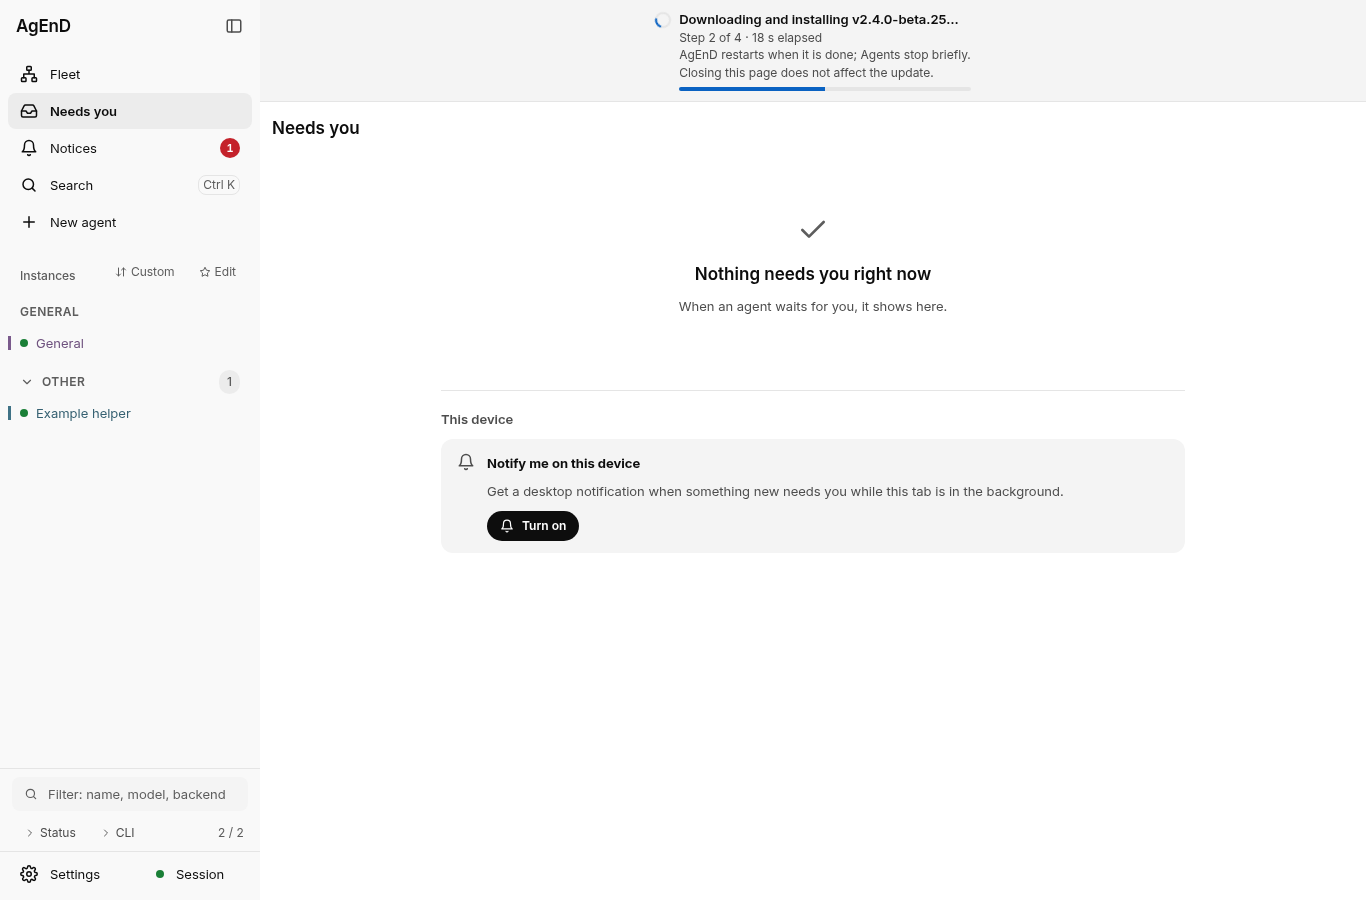 AgEnD
Fleet
Needs you
Notices
1
Search
Ctrl K
New agent
Instances
Custom
Edit
GENERAL
General
OTHER
1
Example helper
Filter: name, model, backend
Status
CLI
2 / 2
Settings
Session
Downloading and installing v2.4.0-beta.25...
Step 2 of 4 · 18 s elapsed
AgEnD restarts when it is done; Agents stop briefly.
Closing this page does not affect the update.
Needs you
Nothing needs you right now
When an agent waits for you, it shows here.
This device
Notify me on this device
Get a desktop notification when something new needs you while this tab is in the background.
Turn on